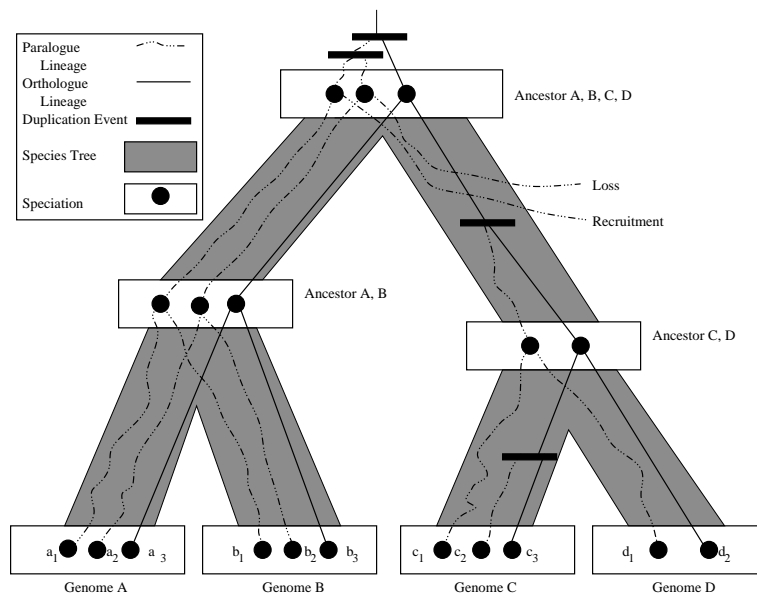 Paralogue
Lineage
Orthologue
Lineage
Duplication Event
Species Tree
Speciation
Ancestor A, B, C, D
Loss
Recruitment
Ancestor A, B
Ancestor C, D
a1 a2 a3
b1 b2 b3
c1 c2 c3
d1 d2
Genome A
Genome B
Genome C
Genome D